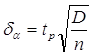 δ_α = t_p √(D/n)